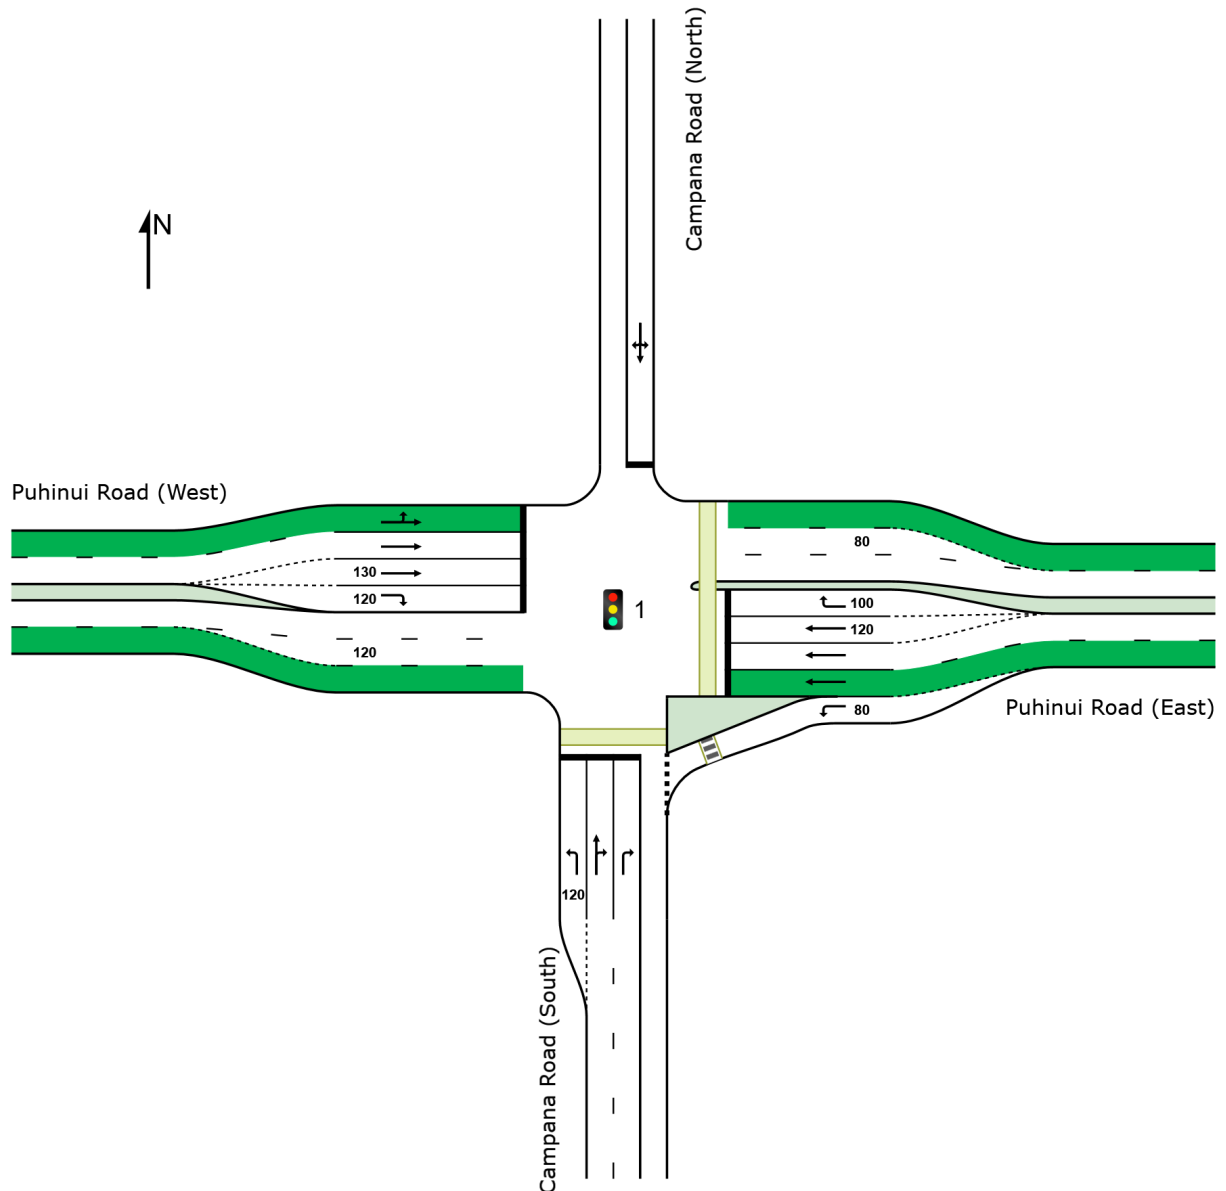 Campana Road (North)
N
Puhinui Road (West)
80
130
120
100
1
120
120
80
Puhinui Road (East)
120
Campana Road (South)